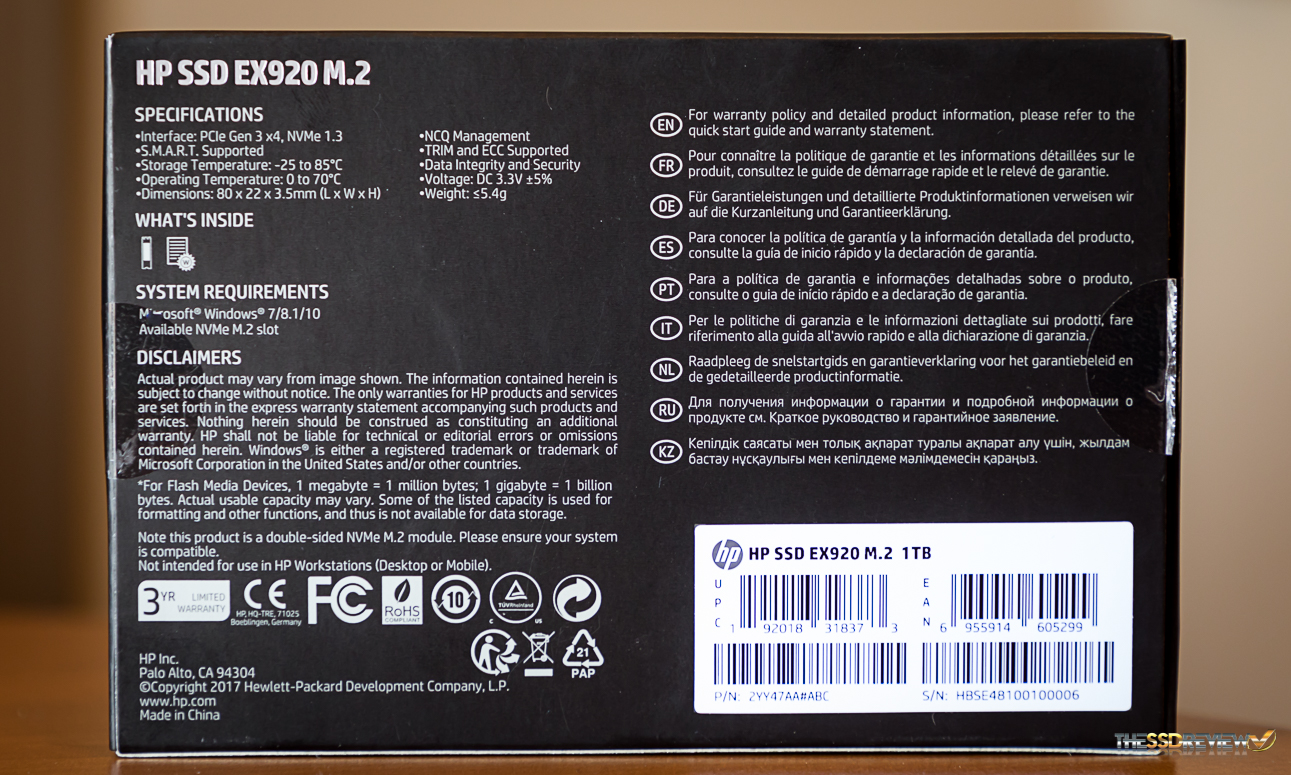 HP SSD EX920 M.2
SPECIFICATIONS
•Interface: PCIe Gen 3 x4, NVMe 1.3
•S.M.A.R.T. Supported
•Storage Temperature: -25 to 85°C
•Operating Temperature: 0 to 70°C
•Dimensions: 80 x 22 x 3.5mm (L x W x H)
•NCQ Management
•TRIM and ECC Supported
•Data Integrity and Security
•Voltage: DC 3.3V ±5%
•Weight: ≤5.4g
WHAT'S INSIDE
W
SYSTEM REQUIREMENTS
Microsoft® Windows® 7/8.1/10
Available NVMe M.2 slot
DISCLAIMERS
Actual product may vary from image shown. The information contained herein is
subject to change without notice. The only warranties for HP products and services
are set forth in the express warranty statement accompanying such products and
services. Nothing herein should be construed as constituting an additional
warranty. HP shall not be liable for technical or editorial errors or omissions
contained herein. Windows® is either a registered trademark or trademark of
Microsoft Corporation in the United States and/or other countries.
*For Flash Media Devices, 1 megabyte = 1 million bytes; 1 gigabyte = 1 billion
bytes. Actual usable capacity may vary. Some of the listed capacity is used for
formatting and other functions, and thus is not available for data storage.
Note this product is a double-sided NVMe M.2 module. Please ensure your system
is compatible.
Not intended for use in HP Workstations (Desktop or Mobile).
3 YR LIMITED WARRANTY
CE
HP, HQ-TRE, 71025
Boeblingen, Germany
FC
RoHS
COMPLIANT
10
TÜVRheinland
C US
21
PAP
HP Inc.
Palo Alto, CA 94304
©Copyright 2017 Hewlett-Packard Development Company, L.P.
www.hp.com
Made in China
EN
For warranty policy and detailed product information, please refer to the
quick start guide and warranty statement.
FR
Pour connaître la politique de garantie et les informations détaillées sur le
produit, consultez le guide de démarrage rapide et le relevé de garantie.
DE
Für Garantieleistungen und detaillierte Produktinformationen verweisen wir
auf die Kurzanleitung und Garantieerklärung.
ES
Para conocer la política de garantía y la información detallada del producto,
consulte la guía de inicio rápido y la declaración de garantía.
PT
Para a política de garantia e informações detalhadas sobre o produto,
consulte o guia de início rápido e a declaração de garantia.
IT
Per le politiche di garanzia e le informazioni dettagliate sui prodotti, fare
riferimento alla guida all'avvio rapido e alla dichiarazione di garanzia.
NL
Raadpleeg de snelstartgids en garantieverklaring voor het garantiebeleid en
de gedetailleerde productinformatie.
RU
Для получения информации о гарантии и подробной информации о
продукте см. Краткое руководство и гарантийное заявление.
KZ
Кепілдік саясаты мен толық ақпарат туралы ақпарат алу үшін, жылдам
бастау нұсқаулығы мен кепілдеме мәлімдемесін қараңыз.
hp HP SSD EX920 M.2 1TB
UPC
1 92018 31837 3
EAN
6 955914 605299
P/N: 2YY47AA#ABC
S/N: HBSE48100100006
THESSDREVIEW